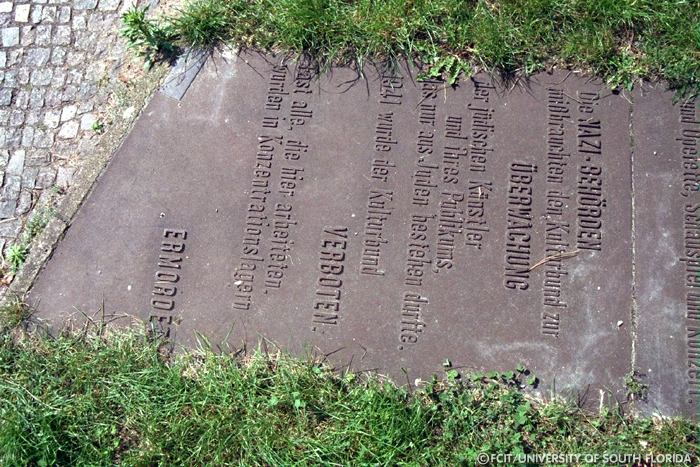 Die NAZI-BEHÖRDEN
mißbrauchten den Kulturbund zur
ÜBERWACHUNG
der jüdischen Künstler
und ihres Publikums,
das nur aus Juden bestehen durfte.
1941 wurde der Kulturbund
VERBOTEN.
Fast alle, die hier arbeiteten,
wurden in Konzentrationslagern
ERMORDE
©FCIT/UNIVERSITY OF SOUTH FLORIDA